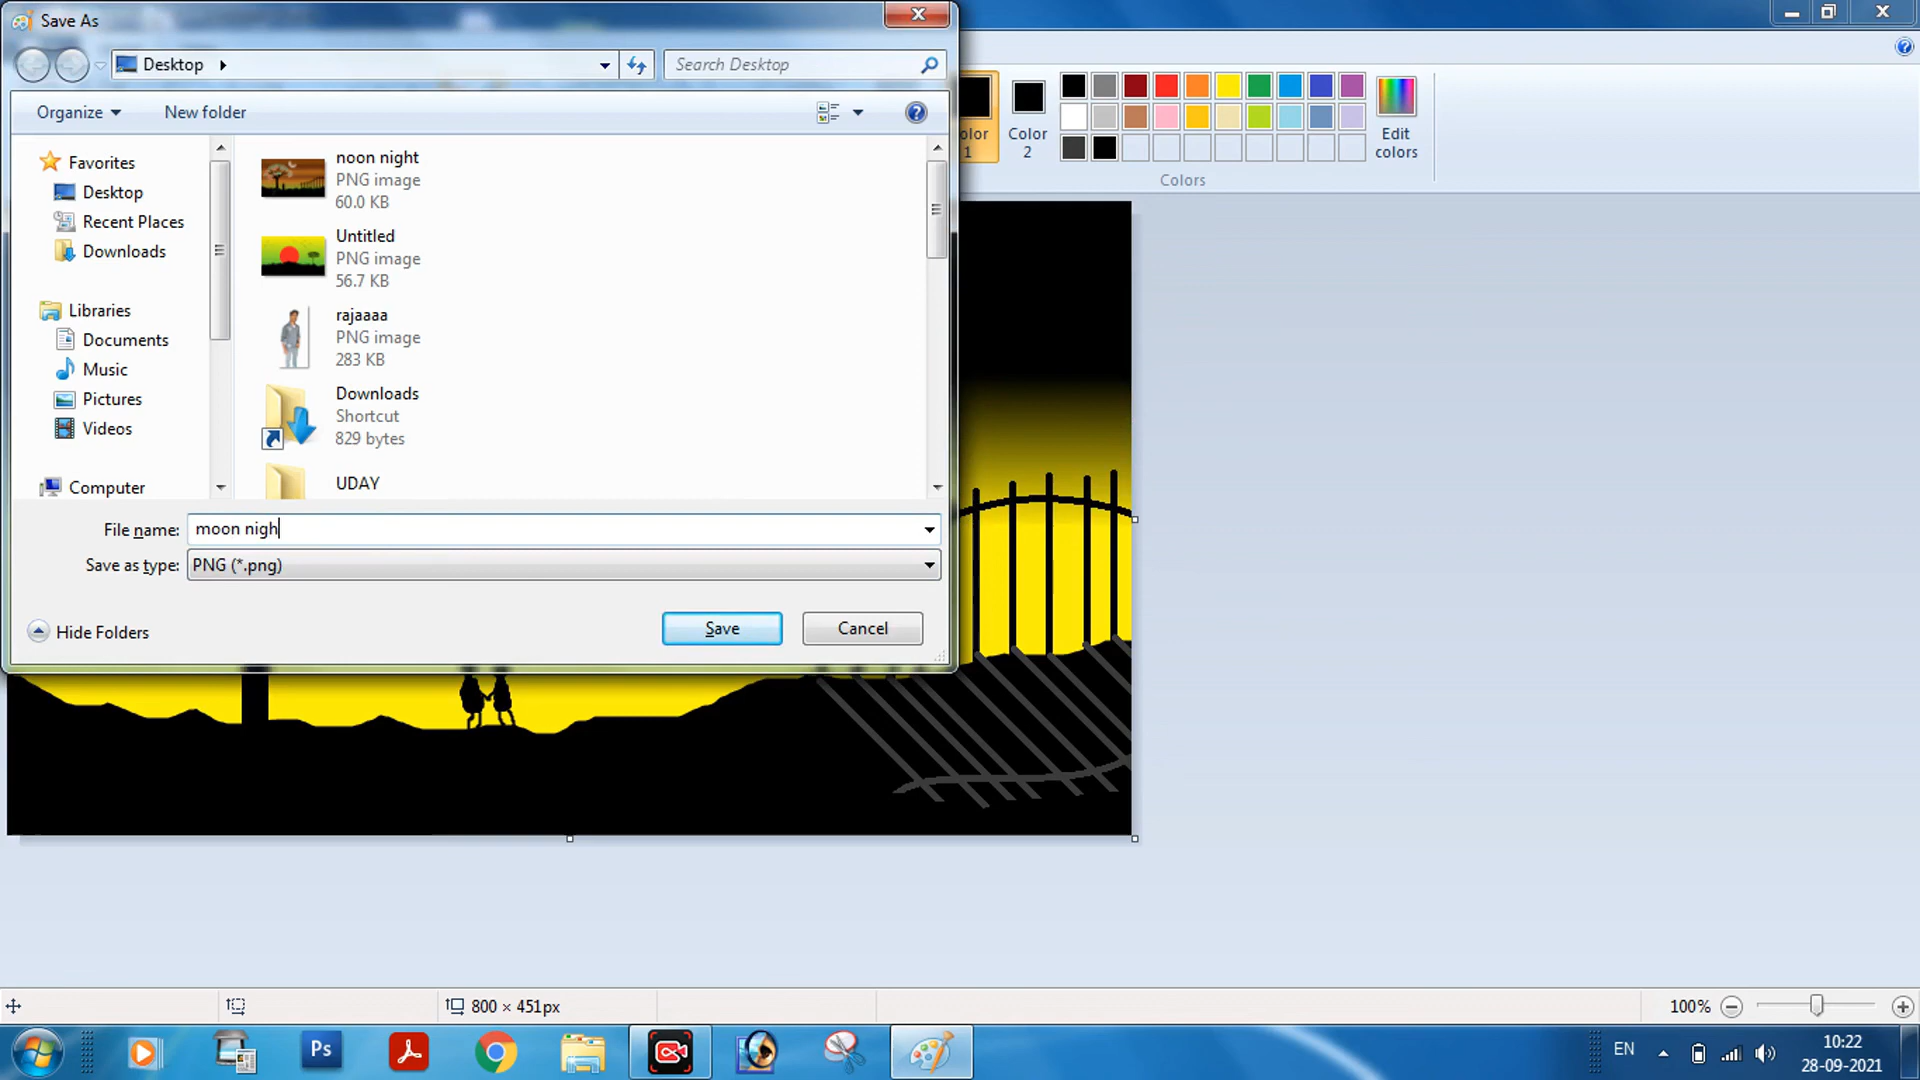 Save As
Desktop
Search Desktop
Organize
New folder
Favorites
Desktop
Recent Places
Downloads
Libraries
Documents
Music
Pictures
Videos
Computer
noon night
PNG image
60.0 KB
Untitled
PNG image
56.7 KB
rajaaaa
PNG image
283 KB
Downloads
Shortcut
829 bytes
UDAY
File name:
moon nigh
Save as type:
PNG (*.png)
Hide Folders
Save
Cancel
olor
1
Color
2
Edit
colors
Colors
800 × 451px
100%
Ps
EN
10:22
28-09-2021